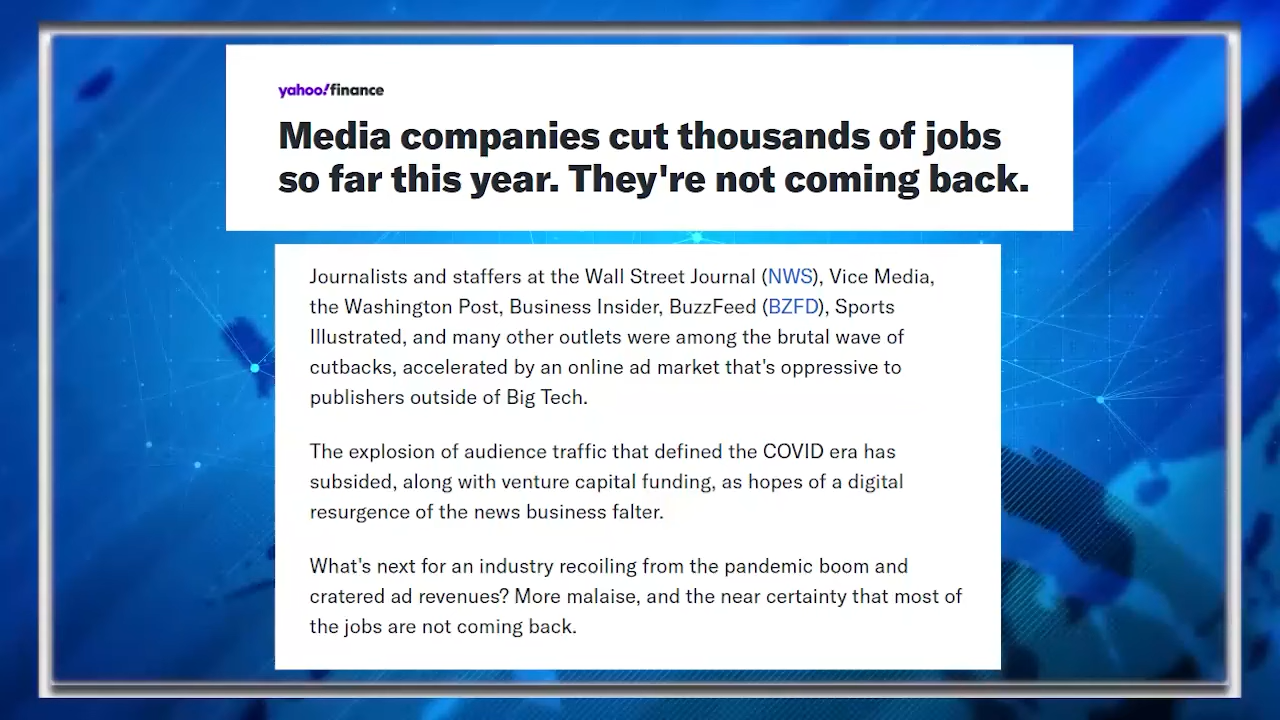 yahoo!finance
Media companies cut thousands of jobs
so far this year. They're not coming back.
Journalists and staffers at the Wall Street Journal (NWS), Vice Media,
the Washington Post, Business Insider, BuzzFeed (BZFD), Sports
Illustrated, and many other outlets were among the brutal wave of
cutbacks, accelerated by an online ad market that's oppressive to
publishers outside of Big Tech.
The explosion of audience traffic that defined the COVID era has
subsided, along with venture capital funding, as hopes of a digital
resurgence of the news business falter.
What's next for an industry recoiling from the pandemic boom and
cratered ad revenues? More malaise, and the near certainty that most of
the jobs are not coming back.